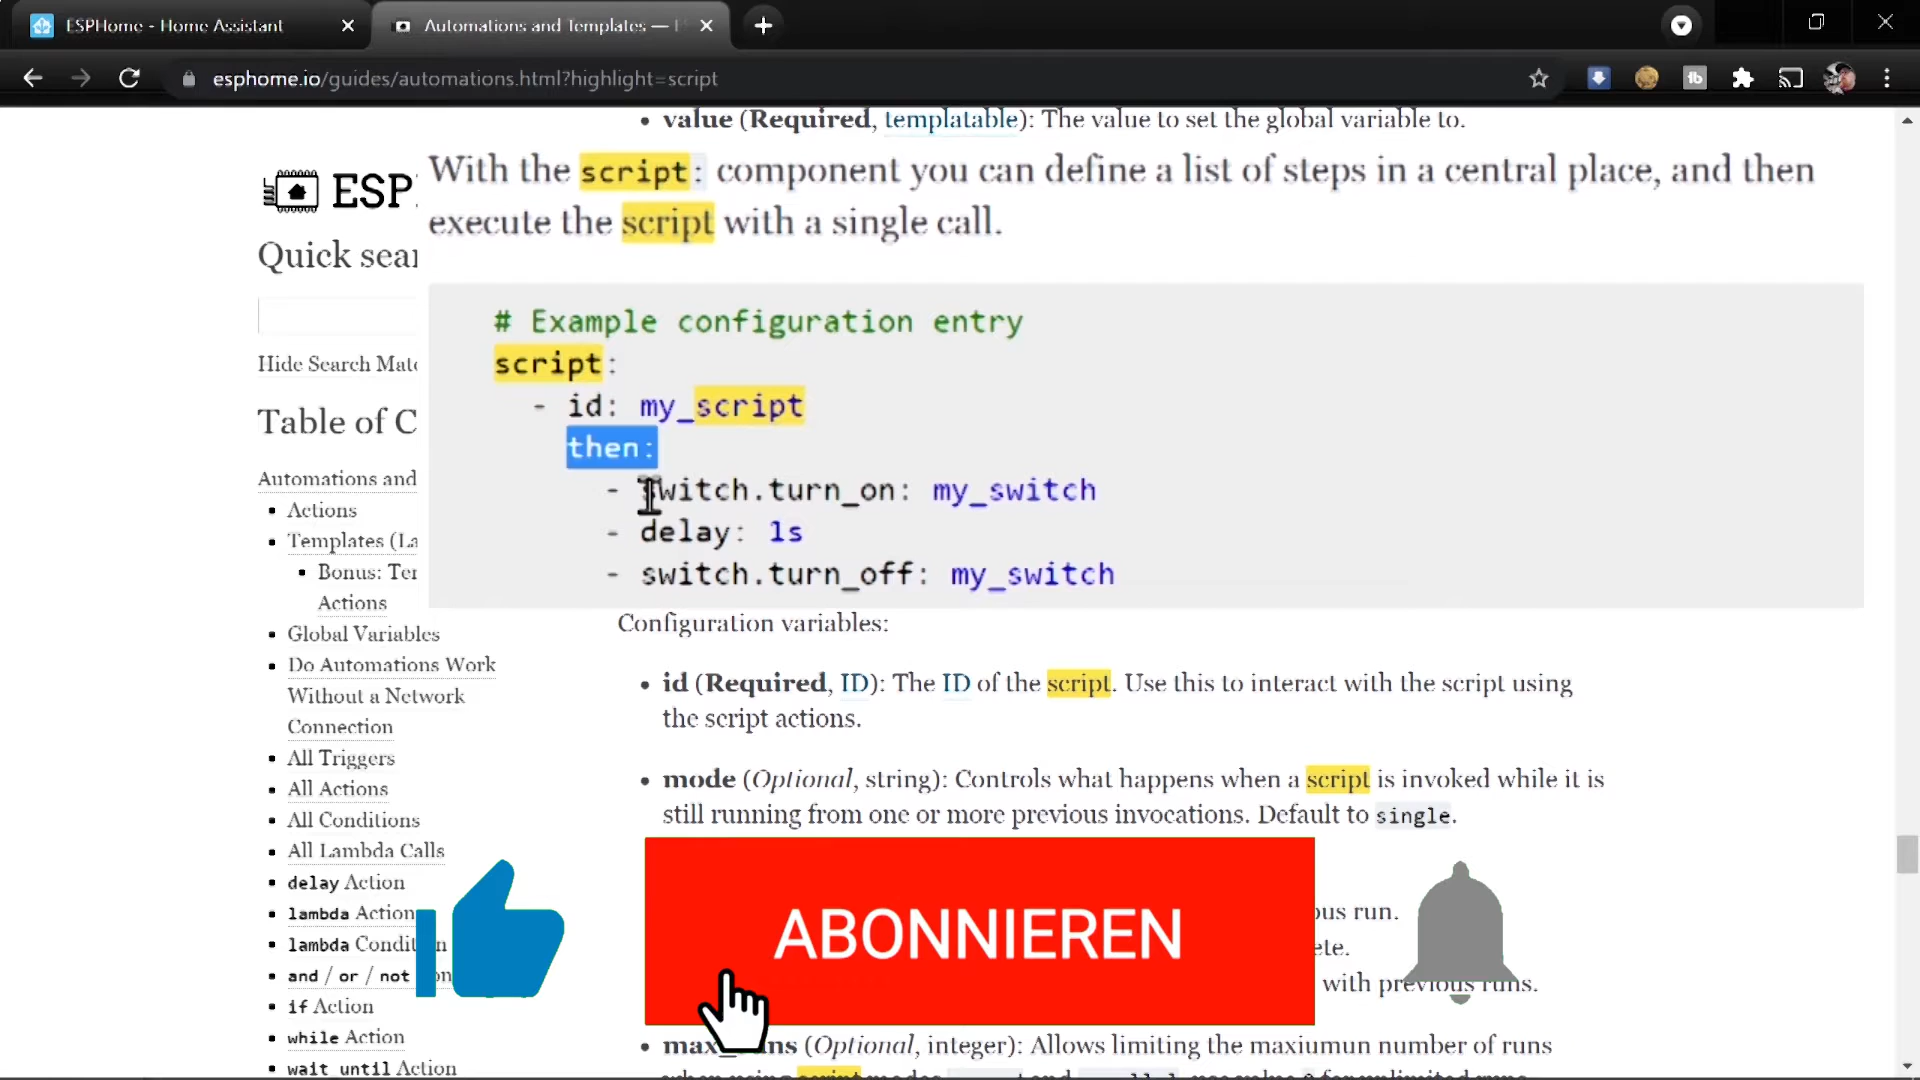 ESPHome - Home Assistant
Automations and Templates —
esphome.io/guides/automations.html?highlight=script
• value (Required, templatable): The value to set the global variable to.
With the script: component you can define a list of steps in a central place, and then
execute the script with a single call.
ESP
Quick sear
Hide Search Matc
Table of C
# Example configuration entry
script:
- id: my_script
then:
- switch.turn_on: my_switch
- delay: 1s
- switch.turn_off: my_switch
Automations and
Actions
Templates (La
Bonus: Ter
Actions
Global Variables
Do Automations Work
Without a Network
Connection
All Triggers
All Actions
All Conditions
All Lambda Calls
delay Action
lambda Action
lambda Condition
and / or / not
if Action
while Action
wait_until Action
Configuration variables:
• id (Required, ID): The ID of the script. Use this to interact with the script using
the script actions.
• mode (Optional, string): Controls what happens when a script is invoked while it is
still running from one or more previous invocations. Default to single.
ous run.
ete.
with previous runs.
ABONNIEREN
• max_runs (Optional, integer): Allows limiting the maxiumun number of runs